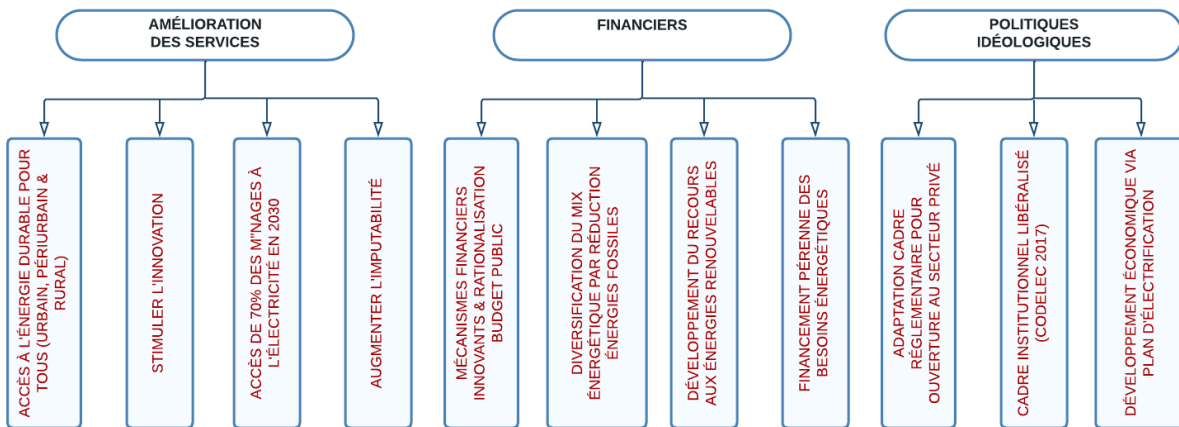 AMÉLIORATION
DES SERVICES
FINANCIERS
POLITIQUES
IDÉOLOGIQUES
ACCÈS À L'ÉNERGIE DURABLE POUR
TOUS (URBAIN, PÉRIURBAIN &
RURAL)
STIMULER L'INNOVATION
ACCÈS DE 70% DES M"NAGES À
L'ÉLECTRICITÉ EN 2030
AUGMENTER L'IMPUTABILITÉ
MÉCANISMES FINANCIERS
INNOVANTS & RATIONALISATION
BUDGET PUBLIC
DIVERSIFICATION DU MIX
ÉNERGÉTIQUE PAR RÉDUCTION
ÉNERGIES FOSSILES
DÉVELOPPEMENT DU RECOURS
AUX ÉNERGIES RENOUVELABLES
FINANCEMENT PÉRENNE DES
BESOINS ÉNERGÉTIQUES
ADAPTATION CADRE
RÉGLEMENTAIRE POUR
OUVERTURE AU SECTEUR PRIVÉ
CADRE INSTITUTIONNEL LIBÉRALISÉ
(CODELEC 2017)
DÉVELOPPEMENT ÉCONOMIQUE VIA
PLAN D'ÉLECTRIFICATION